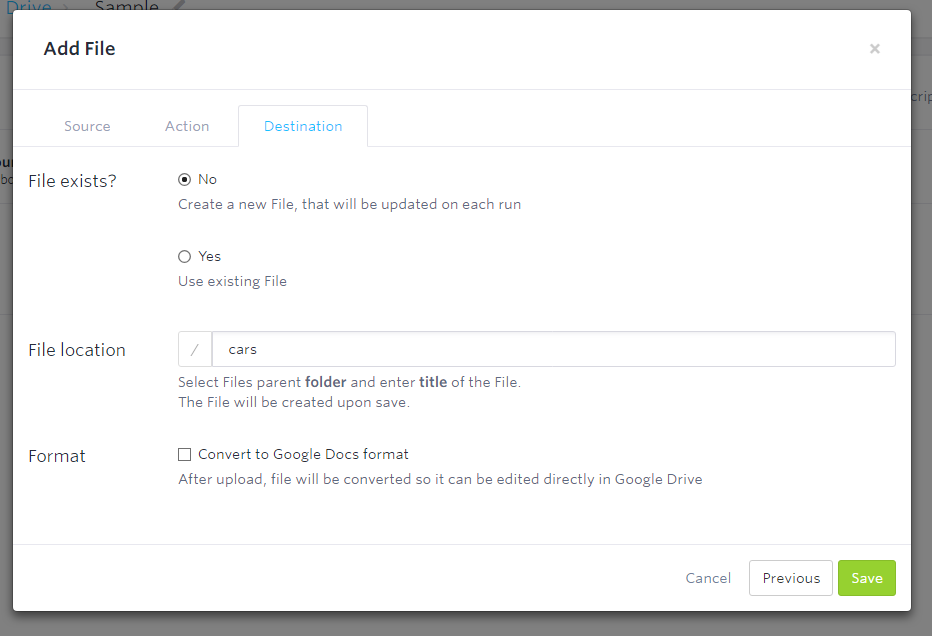 Drive > Sample
Add File ×
Source Action Destination
File exists? No
Create a new File, that will be updated on each run
Yes
Use existing File
File location / cars
Select Files parent folder and enter title of the File.
The File will be created upon save.
Format Convert to Google Docs format
After upload, file will be converted so it can be edited directly in Google Drive
Cancel Previous Save